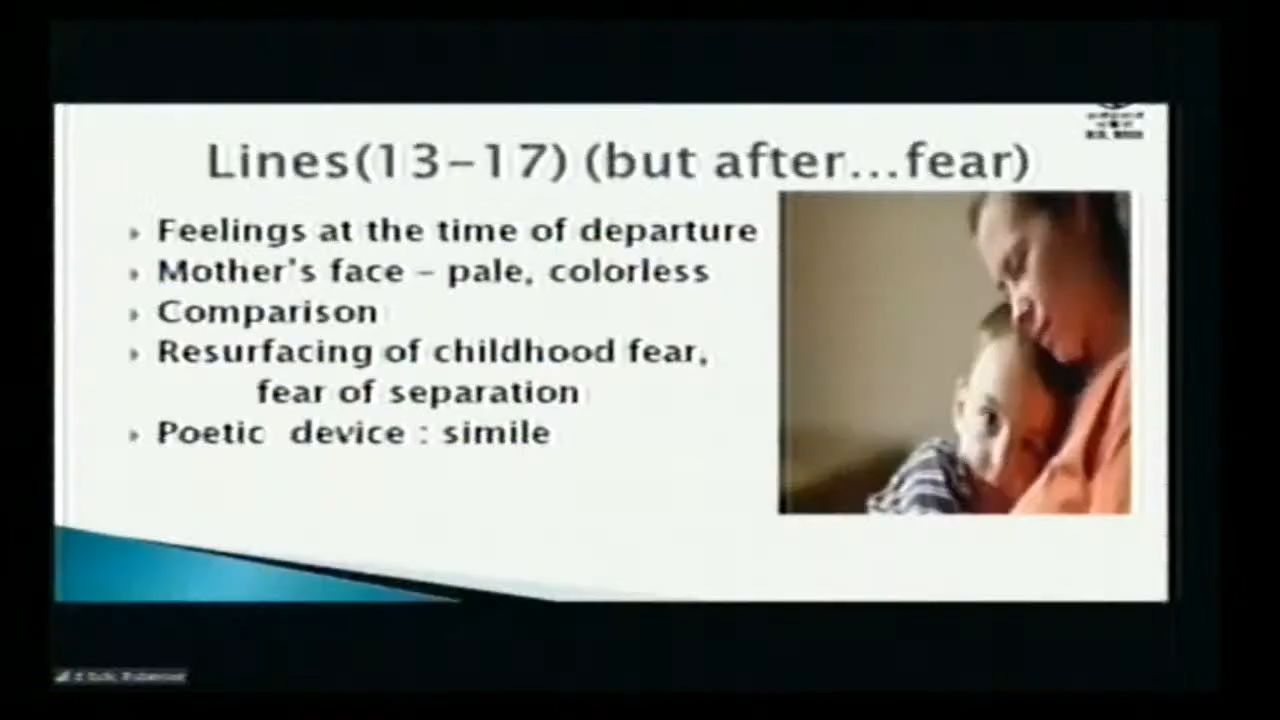 Lines(13-17) (but after...fear)
Feelings at the time of departure
Mother's face - pale, colorless
Comparison
Resurfacing of childhood fear,
fear of separation
Poetic device : simile